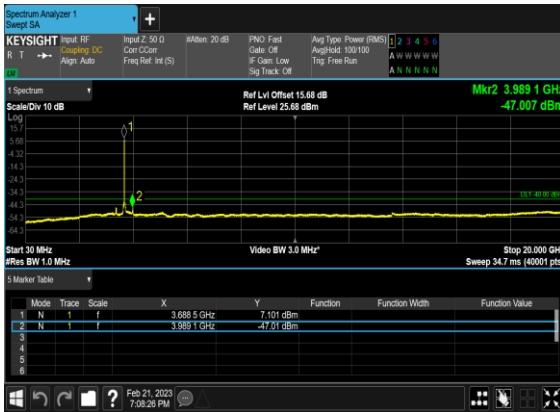 Spectrum Analyzer 1
Swept SA
+
KEYSIGHT Input: RF Input Z: 50 Ω #Atten: 20 dB PNO: Fast Avg Type: Power (RMS) 1 2 3 4 5 6
R T Coupling: DC Corr CCorr Gate: Off Avg|Hold: 100/100 A W W W W W
Align: Auto Freq Ref: Int (S) IF Gain: Low Trig: Free Run
Sig Track: Off A N N N N N
1 Spectrum
Ref Lvl Offset 15.68 dB Mkr2 3.989 1 GHz
Scale/Div 10 dB Ref Level 25.68 dBm -47.007 dBm
Log
15.7
5.68
-4.32
-14.3
-24.3
-34.3
-44.3
-54.3
-64.3
1
2
DL1 -40.00 dBm
Start 30 MHz Video BW 3.0 MHz* Stop 20.000 GH
#Res BW 1.0 MHz Sweep 34.7 ms (40001 pts
5 Marker Table
Mode Trace Scale X Y Function Function Width Function Value
1 N 1 f 3.688 5 GHz 7.101 dBm
2 N 1 f 3.989 1 GHz -47.01 dBm
3
4
5
6
?
Feb 21, 2023
7:08:26 PM